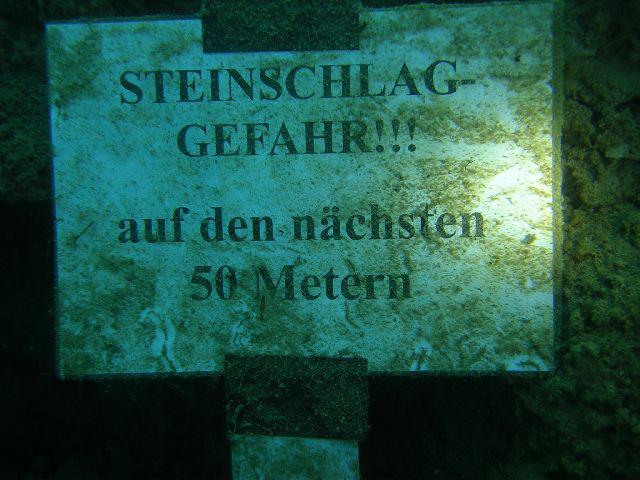 STEINSCHLAG-
GEFAHR!!!
auf den nächsten
50 Metern